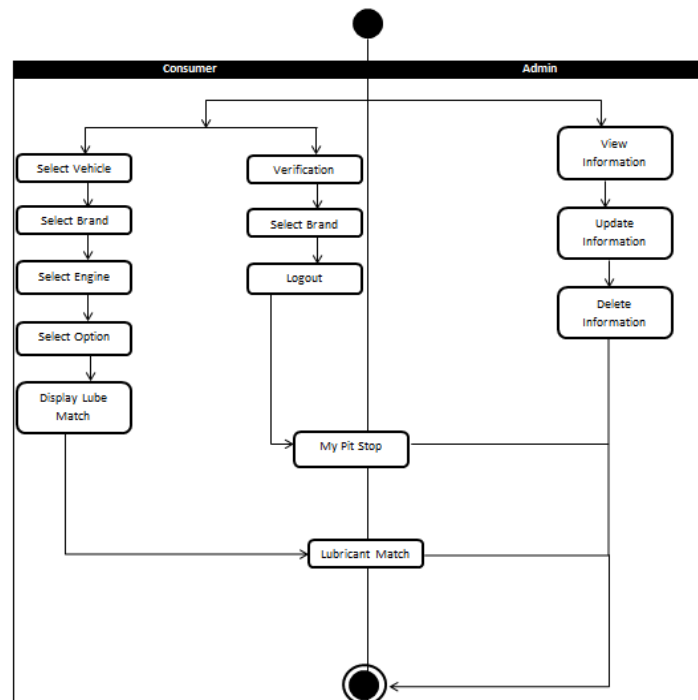 Consumer
Admin
Select Vehicle
Select Brand
Select Engine
Select Option
Display Lube
Match
Verification
Select Brand
Logout
View
Information
Update
Information
Delete
Information
My Pit Stop
Lubricant Match